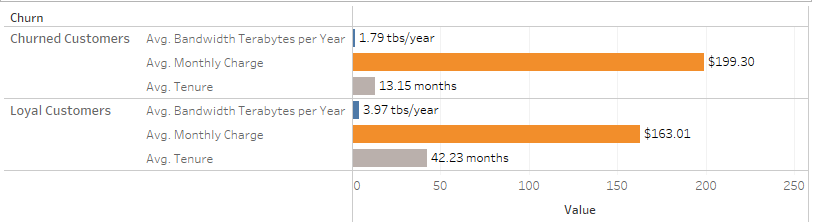 Churn
Churned Customers Avg. Bandwidth Terabytes per Year 1.79 tbs/year
Avg. Monthly Charge $199.30
Avg. Tenure 13.15 months
Loyal Customers Avg. Bandwidth Terabytes per Year 3.97 tbs/year
Avg. Monthly Charge $163.01
Avg. Tenure 42.23 months
0 50 100 150 200 250
Value